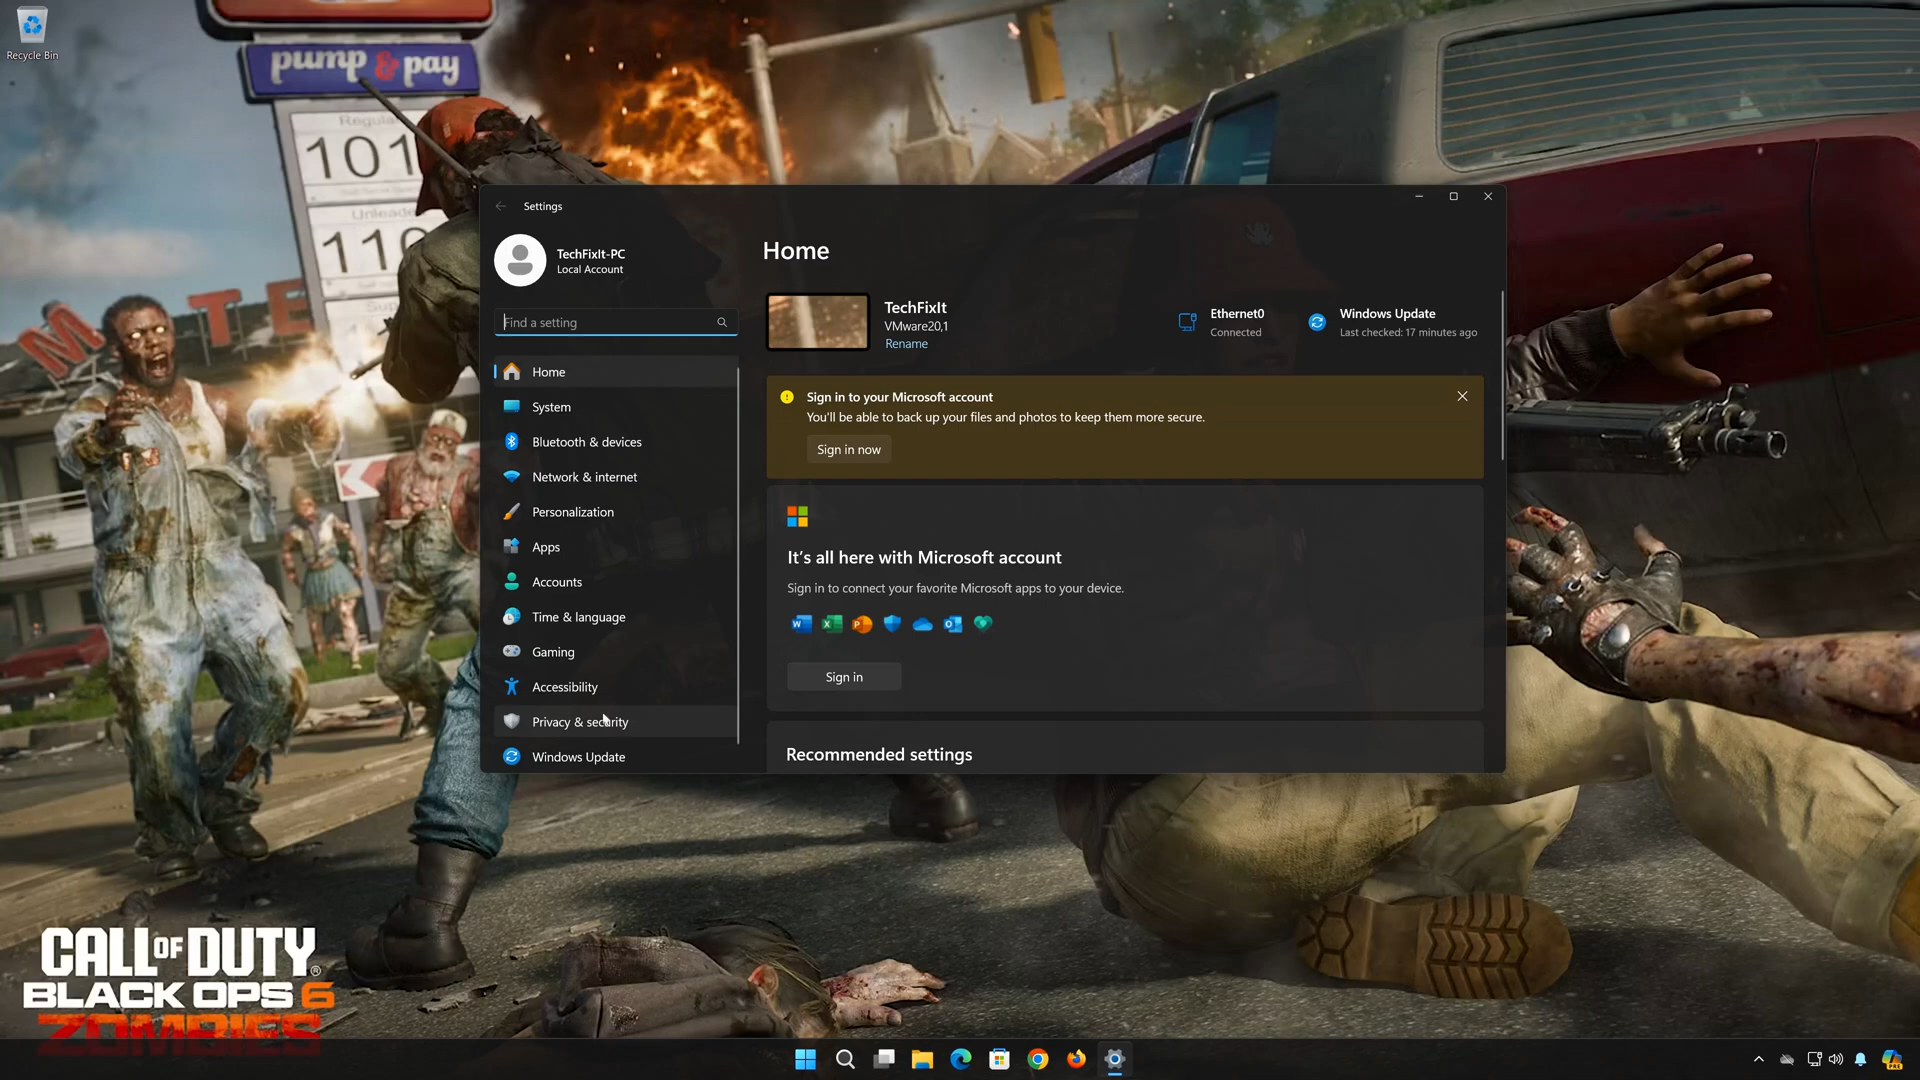 Recycle Bin
pump & pay
Regular
101
Unleade
110
Sup
M TE
Settings
TechFixIt-PC
Local Account
Find a setting
Home
System
Bluetooth & devices
Network & internet
Personalization
Apps
Accounts
Time & language
Gaming
Accessibility
Privacy & security
Windows Update
Home
TechFixIt
VMware20,1
Rename
Ethernet0
Connected
Windows Update
Last checked: 17 minutes ago
Sign in to your Microsoft account
You'll be able to back up your files and photos to keep them more secure.
Sign in now
It's all here with Microsoft account
Sign in to connect your favorite Microsoft apps to your device.
Sign in
Recommended settings
CALL OF DUTY®
BLACK OPS 6
ZOMBIES